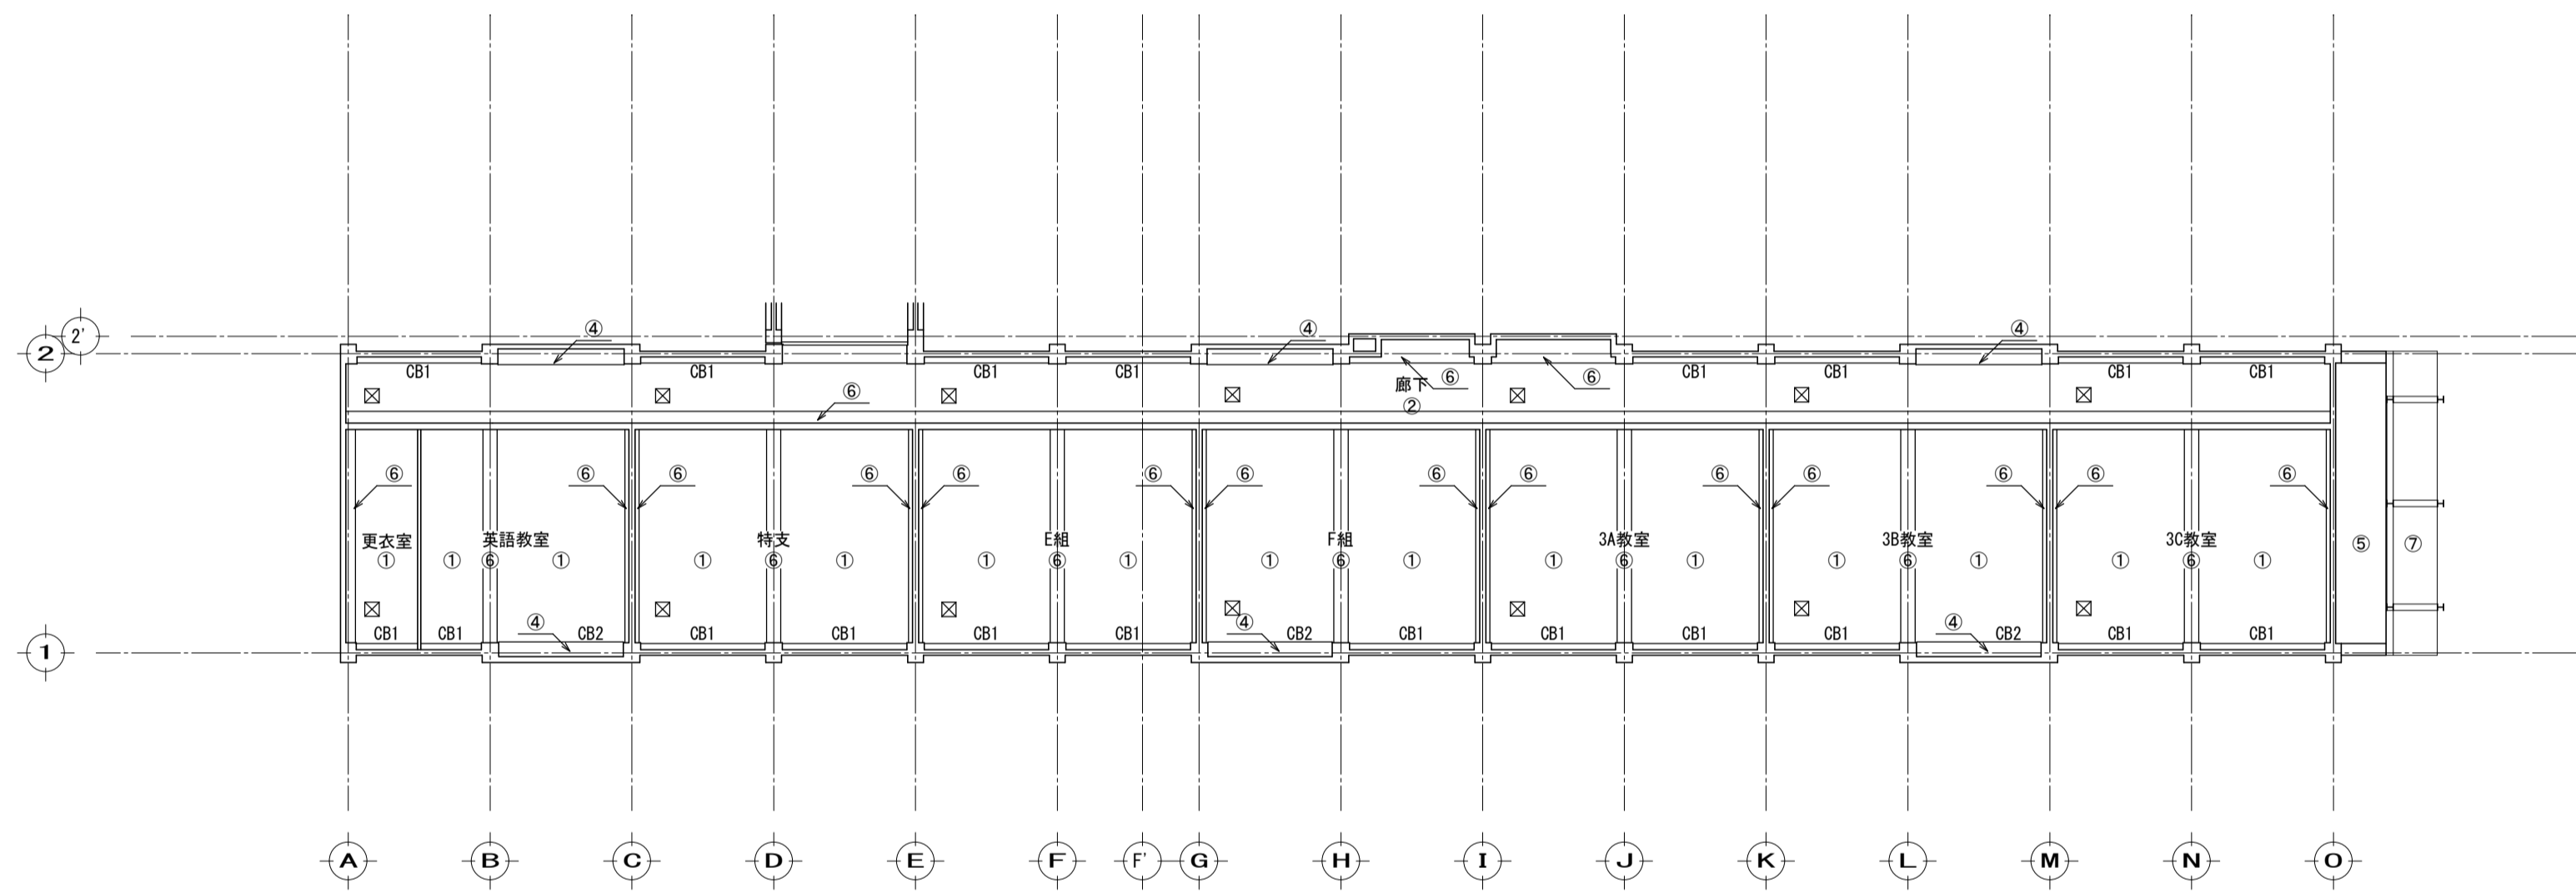 ④ ④ ④
2'
2
CB1 CB1 CB1 CB1 CB1 CB1 CB1 CB1
⑥ 廊下 ⑥ ⑥
②
⑥ ⑥ ⑥ ⑥ ⑥ ⑥ ⑥ ⑥ ⑥ ⑥ ⑥ ⑥ ⑥ ⑥
更衣室 英語教室 特支 E組 F組 3A教室 3B教室 3C教室 ⑤ ⑦
① ① ⑥ ① ① ⑥ ① ① ⑥ ① ① ⑥ ① ① ⑥ ① ① ⑥ ① ① ⑥ ①
④ ④ ④
CB1 CB1 CB2 CB1 CB1 CB1 CB1 CB2 CB1 CB1 CB1 CB1 CB2 CB1 CB1
1
A B C D E F F' G H I J K L M N O